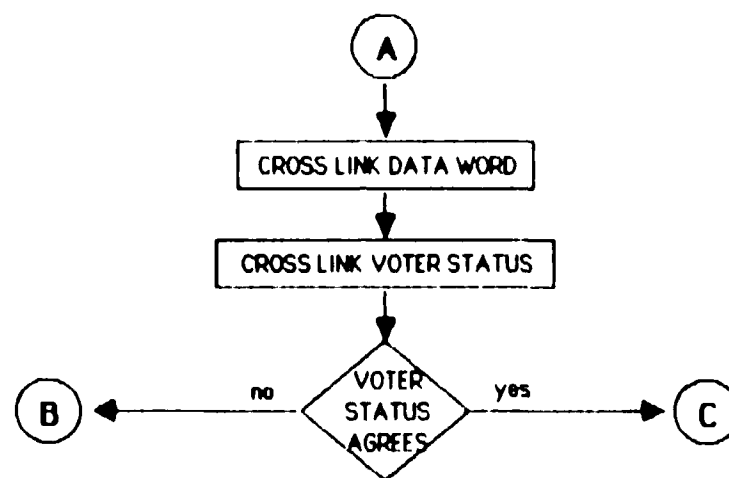 A
CROSS LINK DATA WORD
CROSS LINK VOTER STATUS
no
yes
B
VOTER
STATUS
AGREES
C